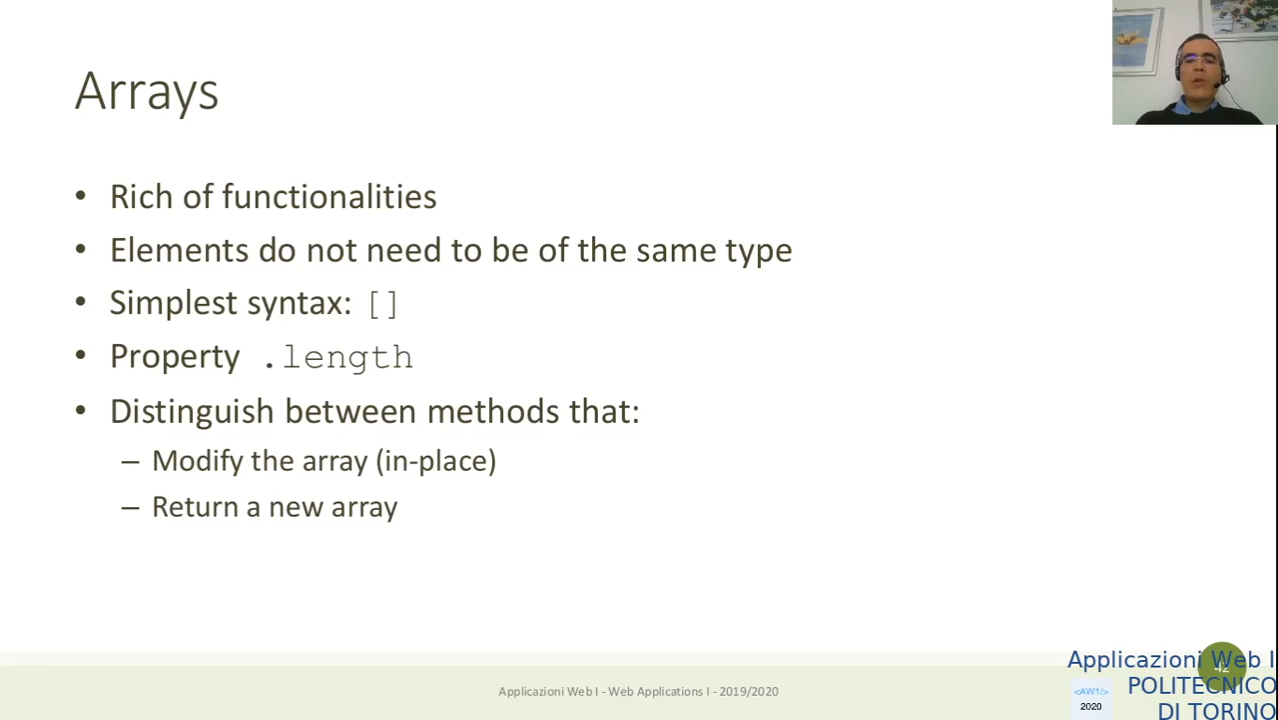 Arrays
• Rich of functionalities
• Elements do not need to be of the same type
• Simplest syntax: []
• Property .length
• Distinguish between methods that:
– Modify the array (in-place)
– Return a new array
Applicazioni Web I - Web Applications I - 2019/2020
42
Applicazioni Web I
POLITECNICO
DI TORINO
<AW1/>
2020